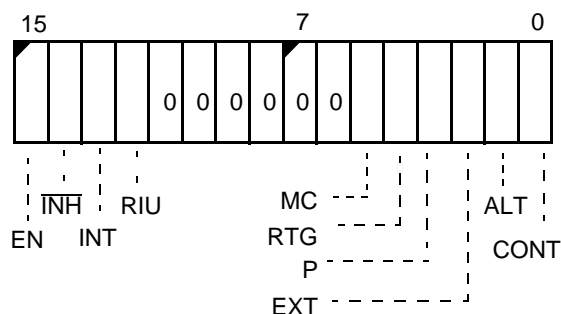 15 7 0
0 0 0 0 0 0
INH RIU MC ALT
EN INT RTG CONT
P
EXT